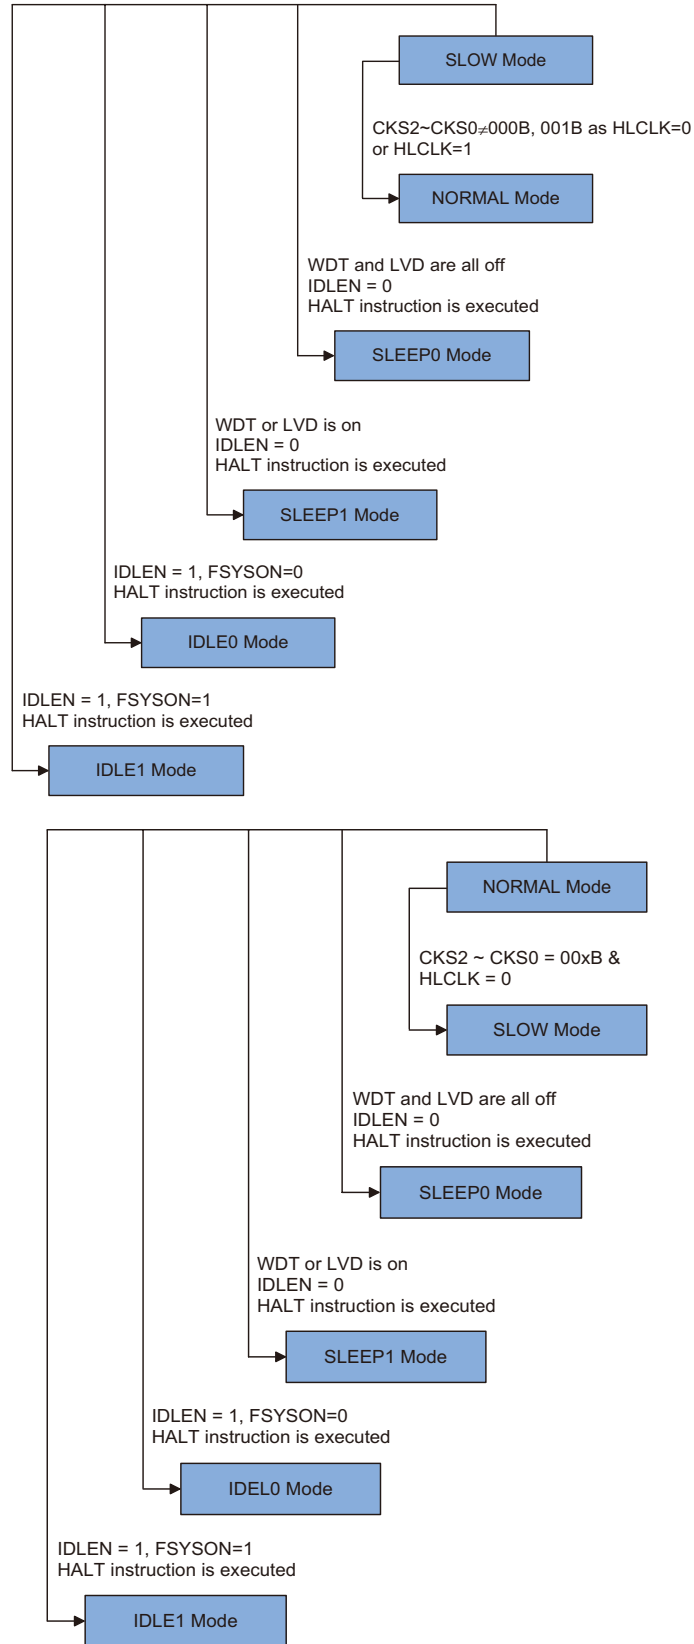 SLOW Mode
CKS2~CKS0≠000B, 001B as HLCLK=0
or HLCLK=1
NORMAL Mode
WDT and LVD are all off
IDLEN = 0
HALT instruction is executed
SLEEP0 Mode
WDT or LVD is on
IDLEN = 0
HALT instruction is executed
SLEEP1 Mode
IDLEN = 1, FSYSON=0
HALT instruction is executed
IDLE0 Mode
IDLEN = 1, FSYSON=1
HALT instruction is executed
IDLE1 Mode
NORMAL Mode
CKS2 ~ CKS0 = 00xB &
HLCLK = 0
SLOW Mode
WDT and LVD are all off
IDLEN = 0
HALT instruction is executed
SLEEP0 Mode
WDT or LVD is on
IDLEN = 0
HALT instruction is executed
SLEEP1 Mode
IDLEN = 1, FSYSON=0
HALT instruction is executed
IDEL0 Mode
IDLEN = 1, FSYSON=1
HALT instruction is executed
IDLE1 Mode